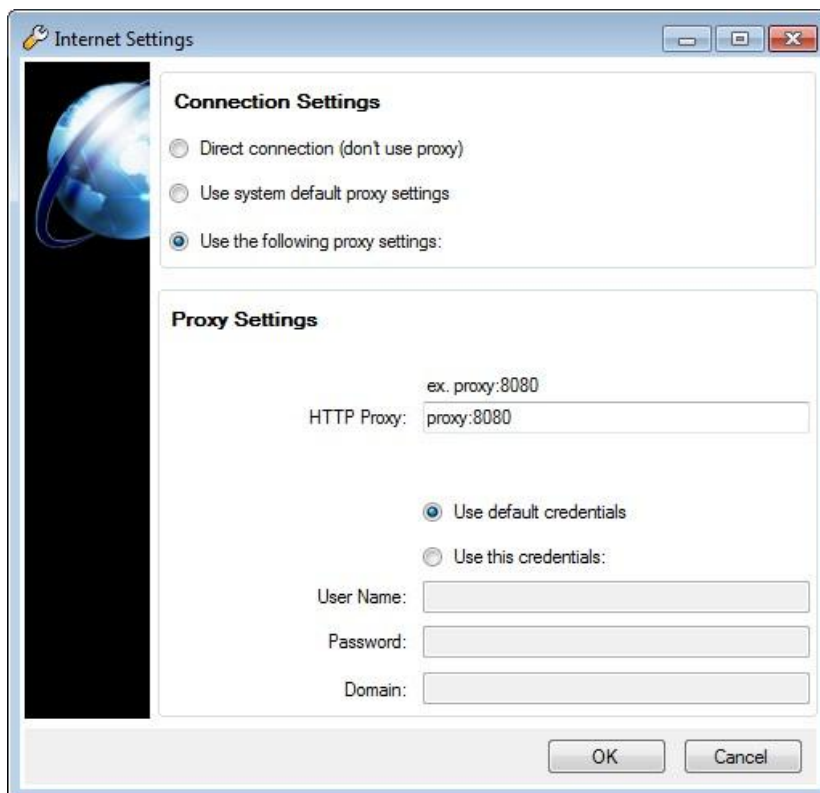 Internet Settings
Connection Settings
Direct connection (don't use proxy)
Use system default proxy settings
Use the following proxy settings:
Proxy Settings
ex. proxy:8080
HTTP Proxy: proxy:8080
Use default credentials
Use this credentials:
User Name:
Password:
Domain:
OK Cancel